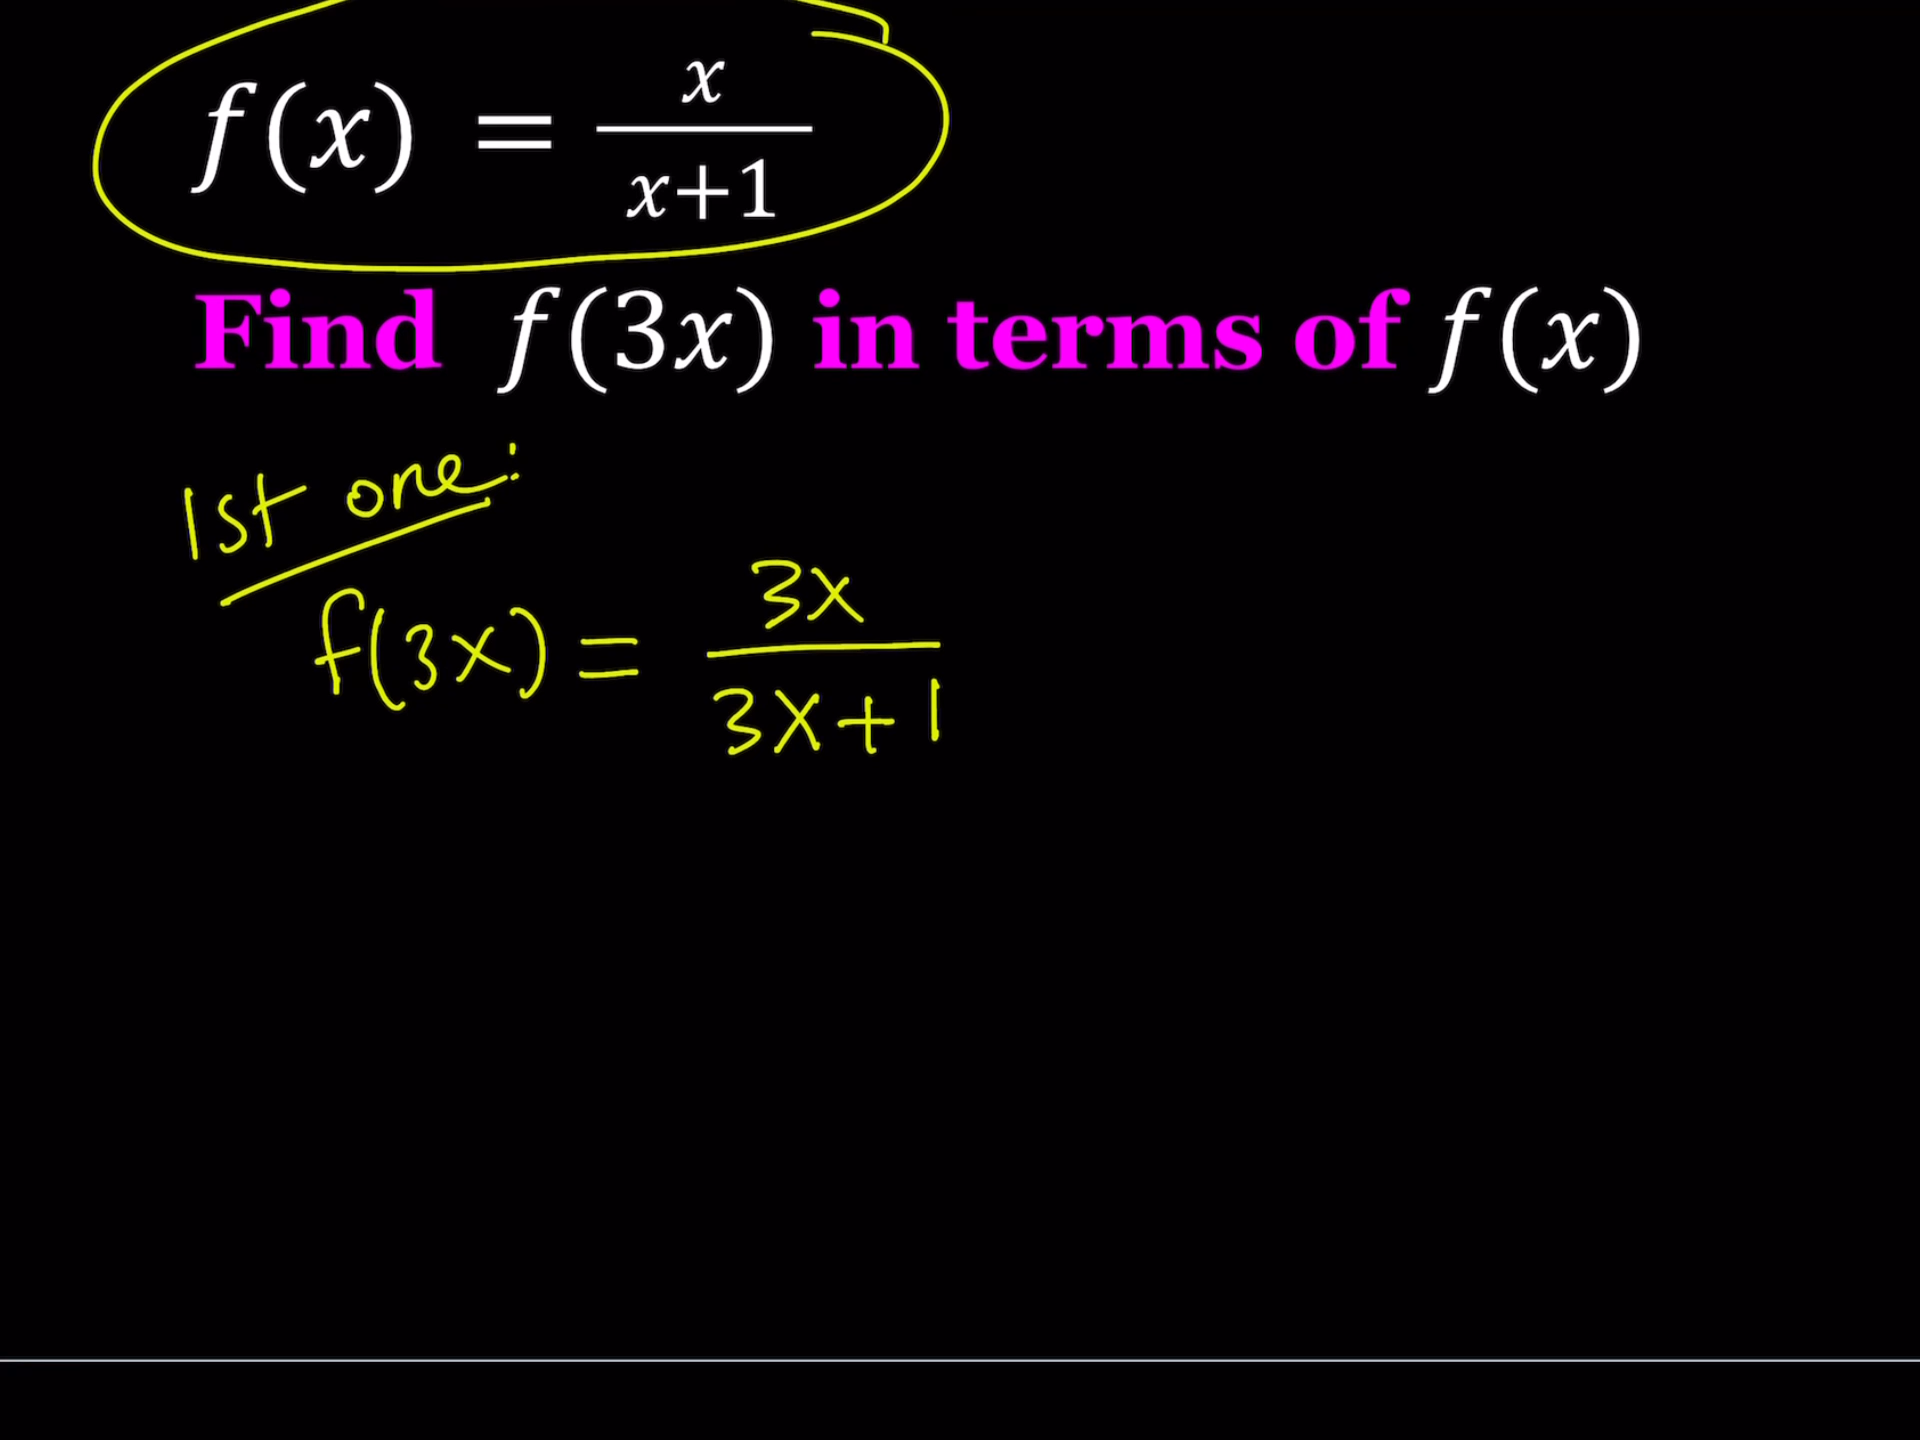 f(x) = x/(x+1)
Find f(3x) in terms of f(x)
1st one:
f(3x) = 3x/(3x+1)